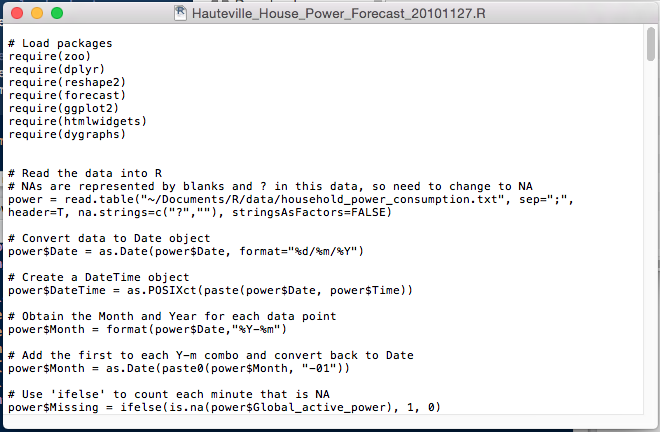 Hauteville_House_Power_Forecast_20101127.R
# Load packages
require(zoo)
require(dplyr)
require(reshape2)
require(forecast)
require(ggplot2)
require(htmlwidgets)
require(dygraphs)
# Read the data into R
# NAs are represented by blanks and ? in this data, so need to change to NA
power = read.table("~/Documents/R/data/household_power_consumption.txt", sep=";",
header=T, na.strings=c("?",""), stringsAsFactors=FALSE)
# Convert data to Date object
power$Date = as.Date(power$Date, format="%d/%m/%Y")
# Create a DateTime object
power$DateTime = as.POSIXct(paste(power$Date, power$Time))
# Obtain the Month and Year for each data point
power$Month = format(power$Date,"%Y-%m")
# Add the first to each Y-m combo and convert back to Date
power$Month = as.Date(paste0(power$Month, "-01"))
# Use 'ifelse' to count each minute that is NA
power$Missing = ifelse(is.na(power$Global_active_power), 1, 0)